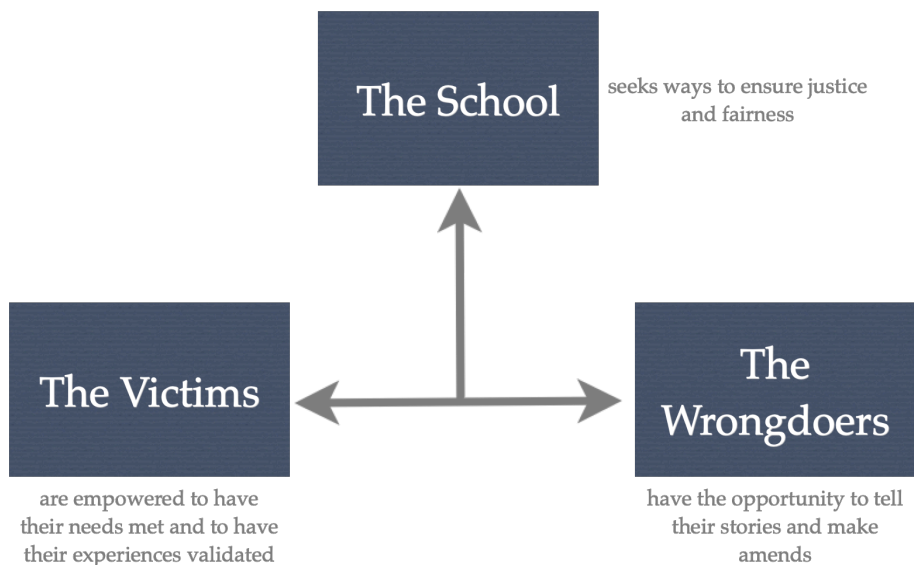 The School
seeks ways to ensure justice
and fairness
The Victims
are empowered to have
their needs met and to have
their experiences validated
The
Wrongdoers
have the opportunity to tell
their stories and make
amends